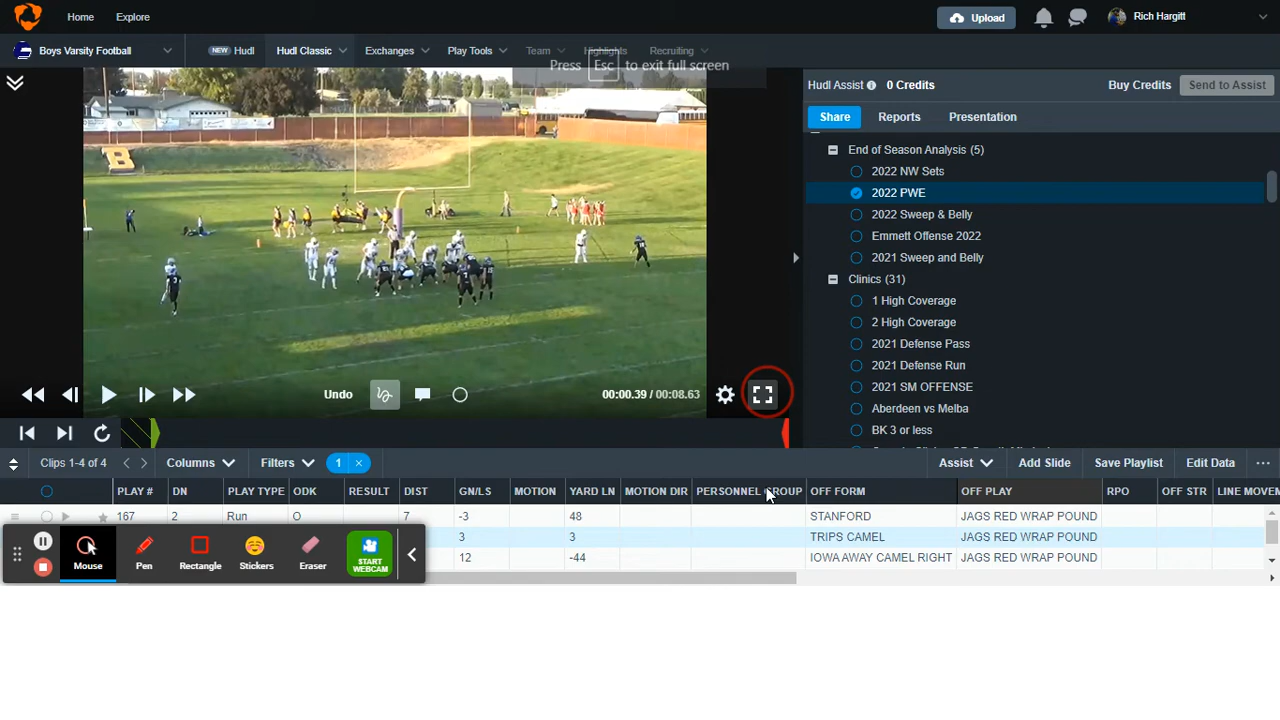 Home Explore Upload Rich Hargitt
Boys Varsity Football NEW Hudl Hudl Classic Exchanges Play Tools Team Highlights Recruiting
Press Esc to exit full screen
Hudl Assist 0 Credits Buy Credits Send to Assist
Share Reports Presentation
End of Season Analysis (5)
2022 NW Sets
2022 PWE
2022 Sweep & Belly
Emmett Offense 2022
2021 Sweep and Belly
Clinics (31)
1 High Coverage
2 High Coverage
2021 Defense Pass
2021 Defense Run
2021 SM OFFENSE
Aberdeen vs Melba
BK 3 or less
B
Undo 00:00.39 / 00:08.63
Clips 1-4 of 4 Columns Filters 1 × Assist Add Slide Save Playlist Edit Data
PLAY # DN PLAY TYPE ODK RESULT DIST GN/LS MOTION YARD LN MOTION DIR PERSONNEL GROUP OFF FORM OFF PLAY RPO OFF STR LINE MOVEM
167 2 Run O 7 -3 48 STANFORD JAGS RED WRAP POUND
3 3 TRIPS CAMEL JAGS RED WRAP POUND
12 -44 IOWA AWAY CAMEL RIGHT JAGS RED WRAP POUND
Mouse Pen Rectangle Stickers Eraser START WEBCAM